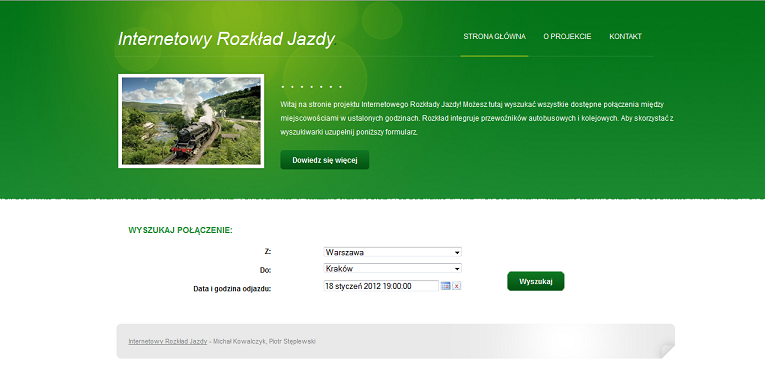 Internetowy Rozkład Jazdy
STRONA GŁÓWNA O PROJEKCIE KONTAKT
. . . . . . .
Witaj na stronie projektu Internetowego Rozkłady Jazdy! Możesz tutaj wyszukać wszystkie dostępne połączenia między
miejscowościami w ustalonych godzinach. Rozkład integruje przewoźników autobusowych i kolejowych. Aby skorzystać z
wyszukiwarki uzupełnij poniższy formularz.
Dowiedz się więcej
WYSZUKAJ POŁĄCZENIE:
Z: Warszawa
Do: Kraków
Data i godzina odjazdu: 18 styczeń 2012 19:00:00 x
Wyszukaj
Internetowy Rozkład Jazdy - Michał Kowalczyk, Piotr Stęplewski